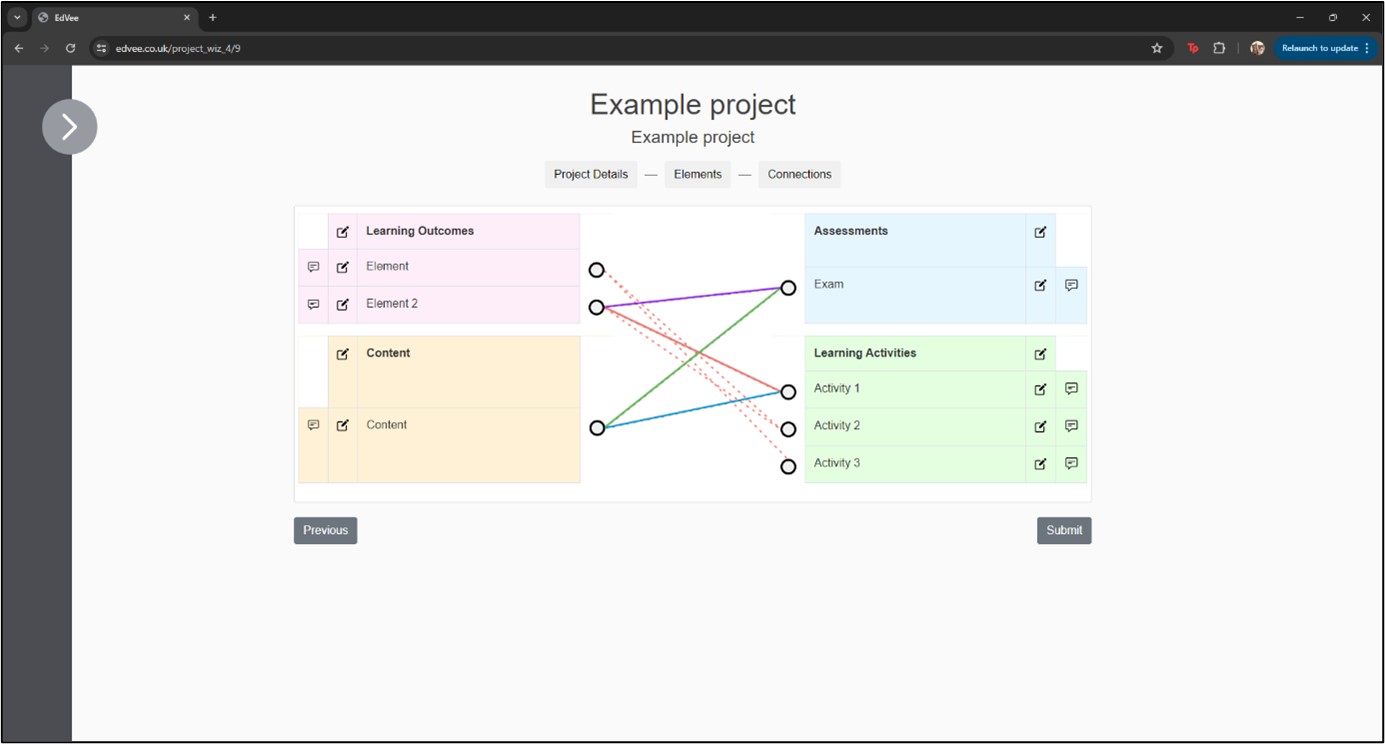 EdVee
edvee.co.uk/project_wiz_4/9
Tp
Relaunch to update
Example project
Example project
Project Details — Elements — Connections
Learning Outcomes
Element
Element 2
Content
Content
Assessments
Exam
Learning Activities
Activity 1
Activity 2
Activity 3
Previous
Submit